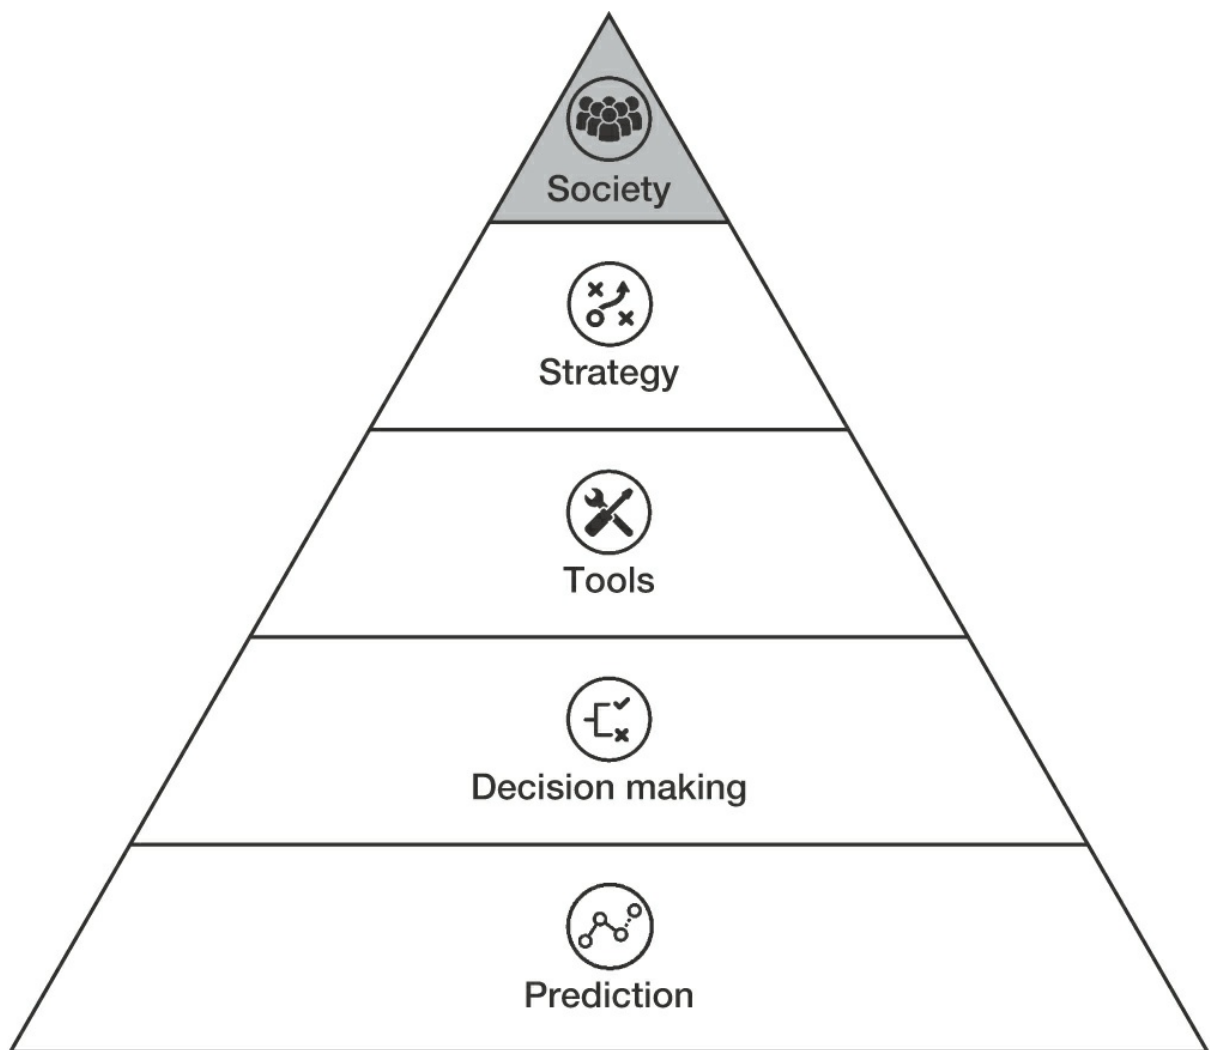 Society
Strategy
Tools
Decision making
Prediction